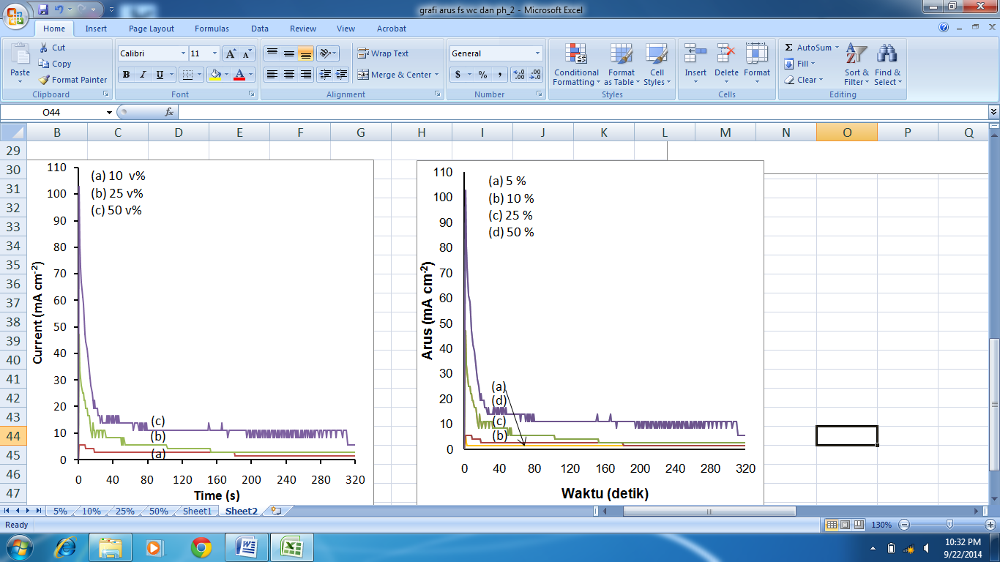 grafi arus fs wc dan ph_2 - Microsoft Excel
Home Insert Page Layout Formulas Data Review View Acrobat
Paste
Cut
Copy
Format Painter
Clipboard
Calibri 11
B I U
Font
Wrap Text
Merge & Center
Alignment
General
$ % ,
Number
Conditional Formatting
Format as Table
Cell Styles
Styles
Insert Delete Format
Cells
AutoSum
Fill
Clear
Sort & Filter
Find & Select
Editing
O44 fx
B C D E F G H I J K L M N O P Q
29
30
31
32
33
34
35
36
37
38
39
40
41
42
43
44
45
46
47
(a) 10 v%
(b) 25 v%
(c) 50 v%
110
100
90
80
70
60
50
40
30
20
10
0
Current (mA cm-2)
(c)
(b)
(a)
0 40 80 120 160 200 240 280 320
Time (s)
(a) 5 %
(b) 10 %
(c) 25 %
(d) 50 %
110
100
90
80
70
60
50
40
30
20
10
0
Arus (mA cm-2)
(a)
(d)
(c)
(b)
0 40 80 120 160 200 240 280 320
Waktu (detik)
5% 10% 25% 50% Sheet1 Sheet2
Ready 130%
10:32 PM
9/22/2014